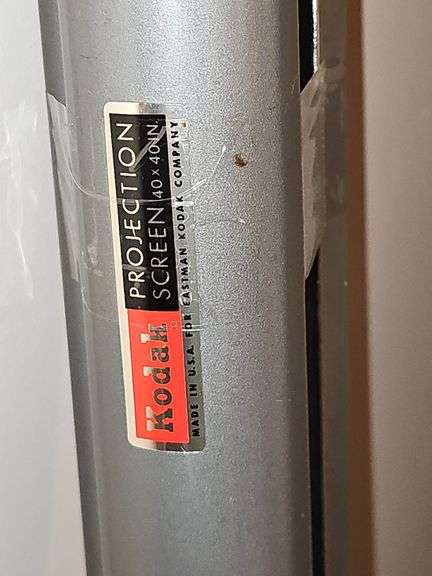 Kodak
PROJECTION
SCREEN 40 x 40 IN.
MADE IN U.S.A. FOR EASTMAN KODAK COMPANY